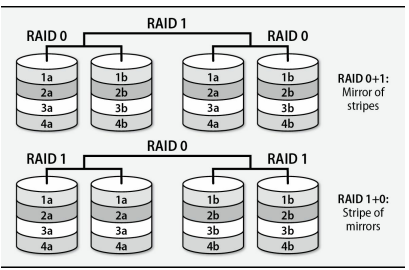 RAID 1
RAID 0
RAID 0
1a
1b
1a
1b
2a
2b
2a
2b
3a
3b
3a
3b
4a
4b
4a
4b
RAID 0+1:
Mirror of
stripes
RAID 0
RAID 1
RAID 1
1a
1a
1b
1b
2a
2a
2b
2b
3a
3a
3b
3b
4a
4a
4b
4b
RAID 1+0:
Stripe of
mirrors